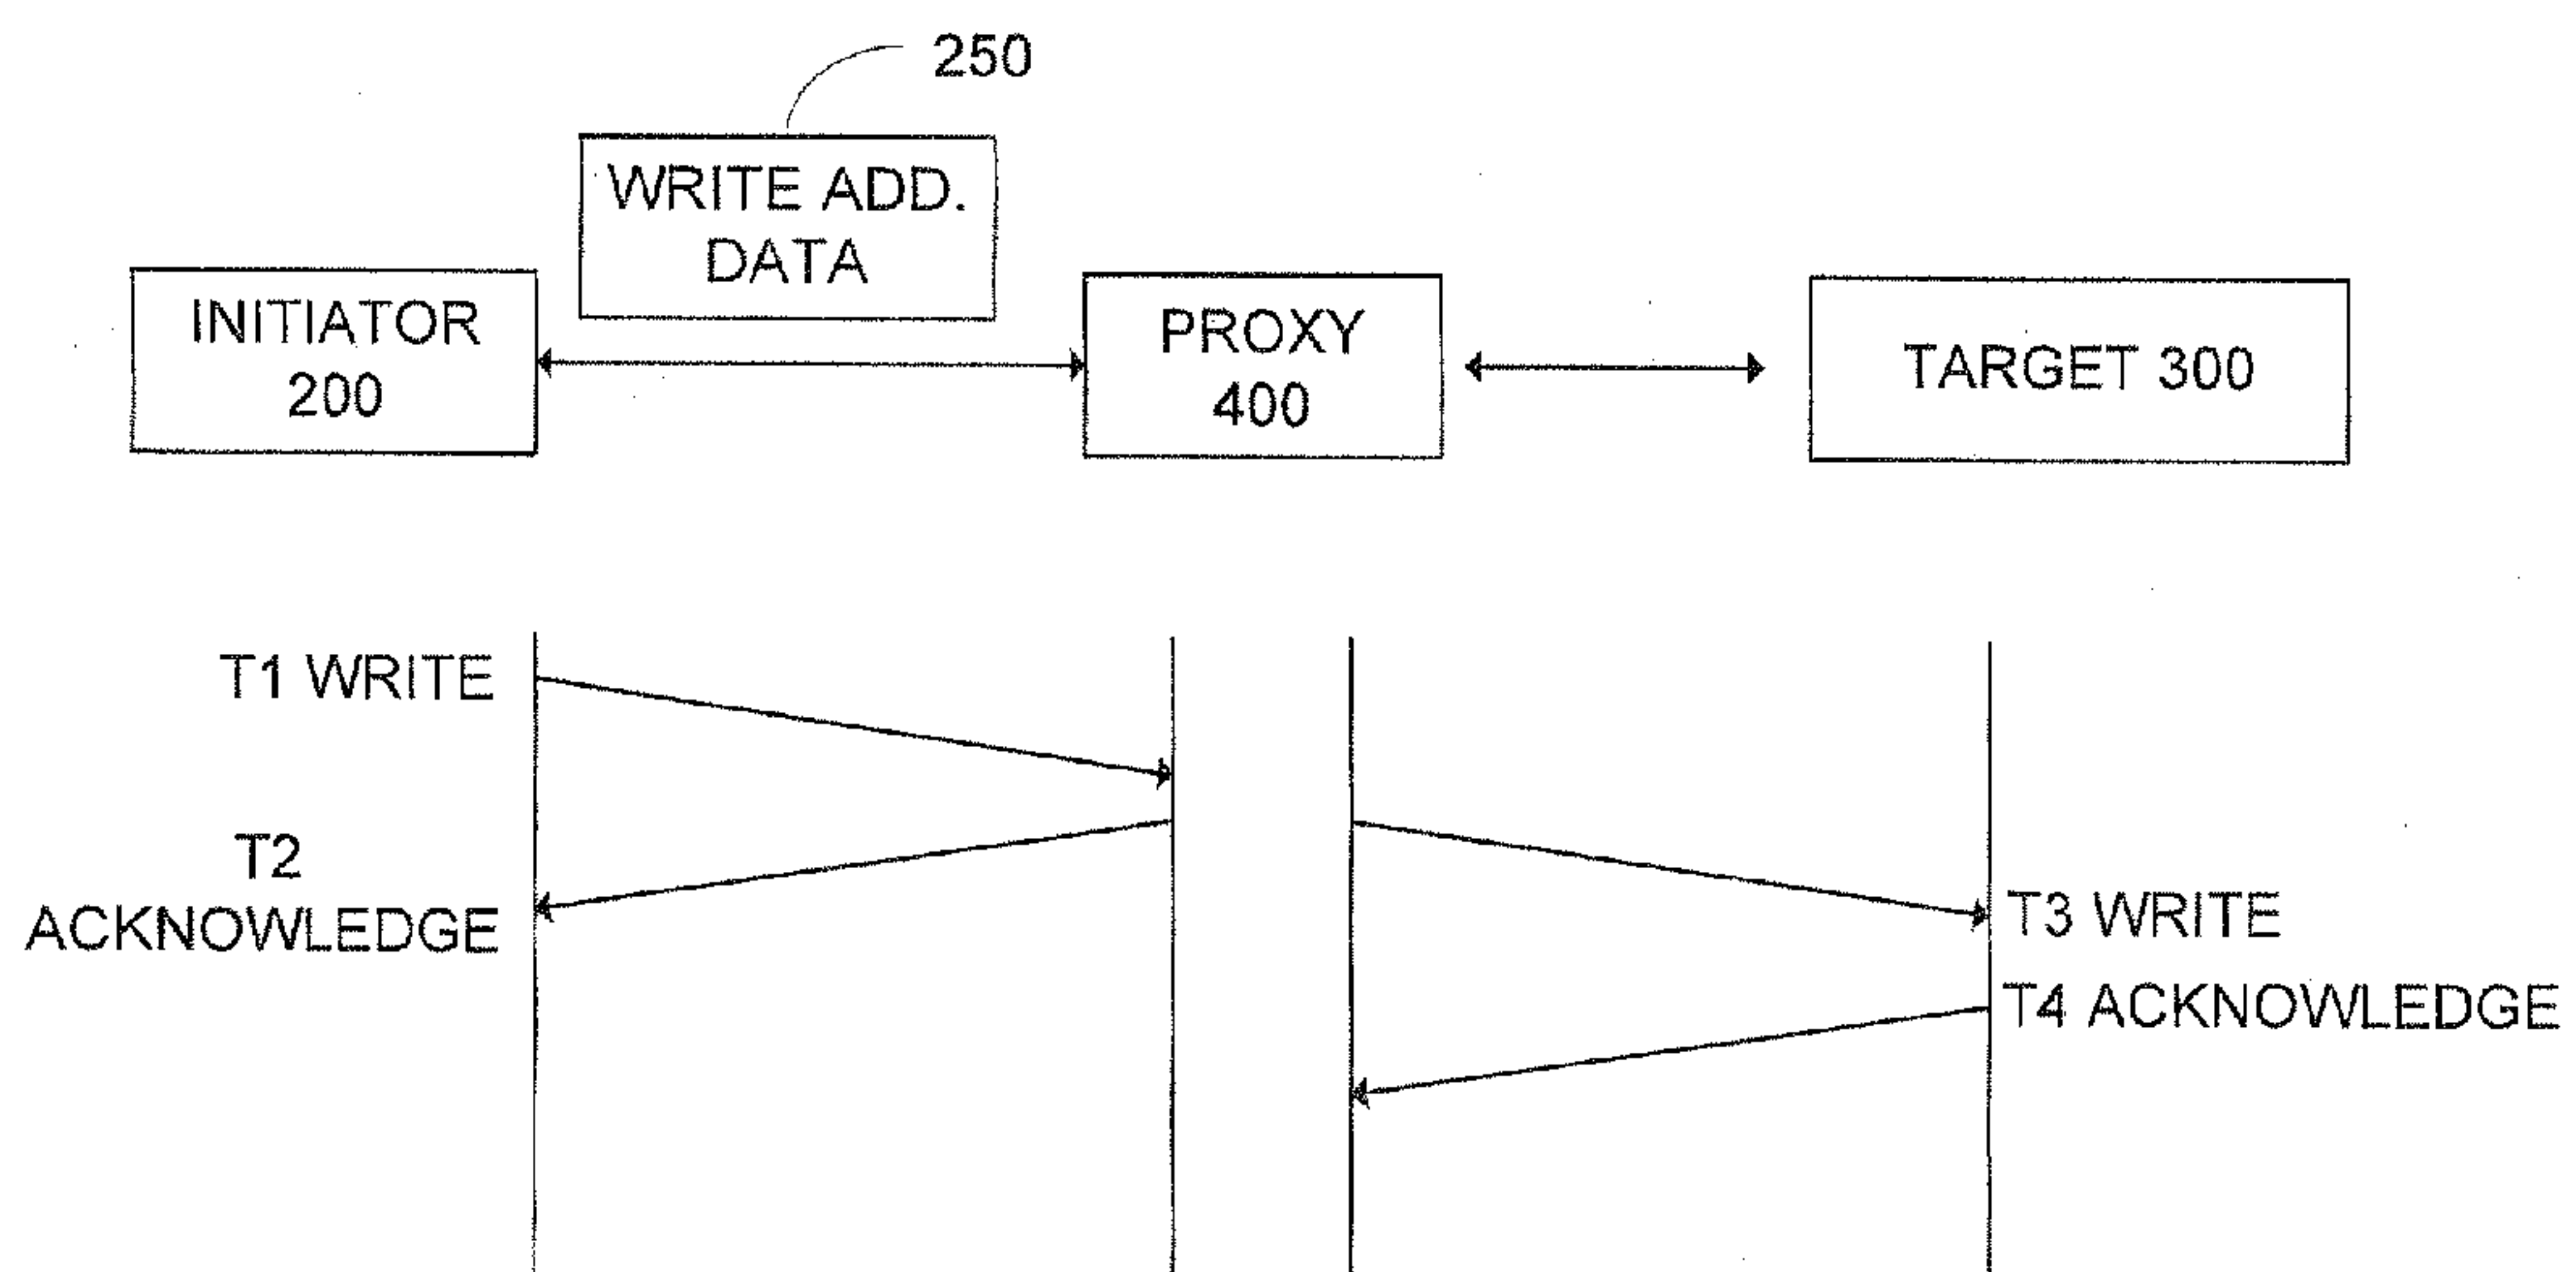 250
WRITE ADD.
DATA
INITIATOR
200
PROXY
400
TARGET 300
T1 WRITE
T2
ACKNOWLEDGE
T3 WRITE
T4 ACKNOWLEDGE